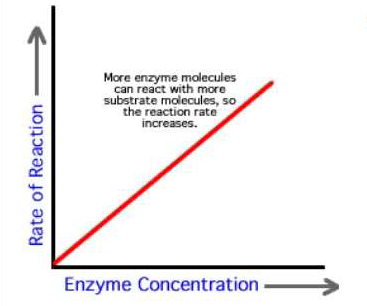 More enzyme molecules
can react with more
substrate molecules, so
the reaction rate
increases.
Rate of Reaction
Enzyme Concentration